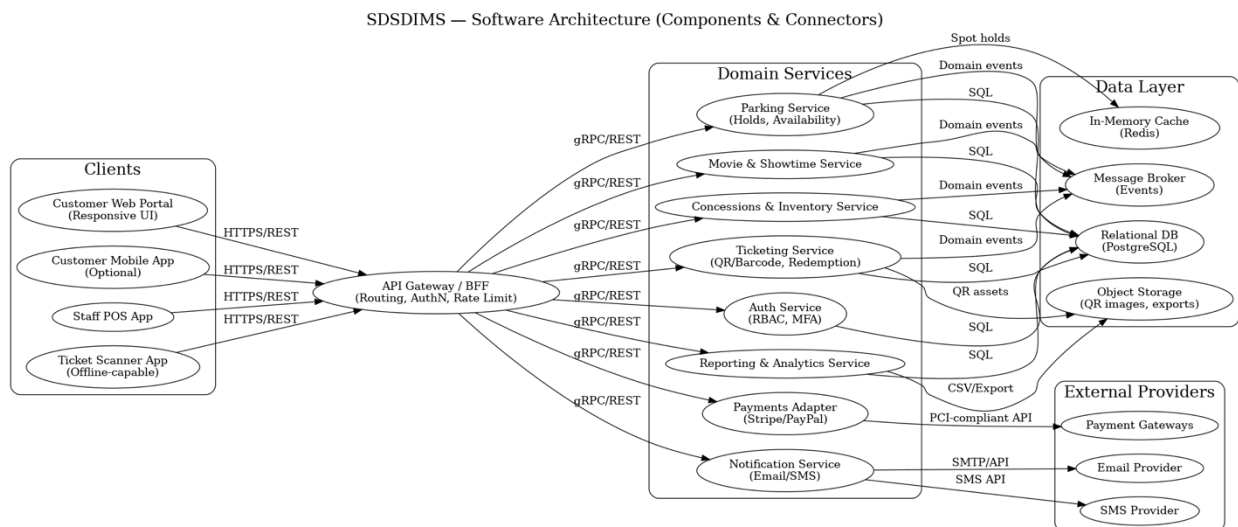 SDSDIMS — Software Architecture (Components & Connectors)
Clients
Customer Web Portal
(Responsive UI)
Customer Mobile App
(Optional)
Staff POS App
Ticket Scanner App
(Offline-capable)
HTTPS/REST
HTTPS/REST
HTTPS/REST
HTTPS/REST
API Gateway / BFF
(Routing, AuthN, Rate Limit)
gRPC/REST
gRPC/REST
gRPC/REST
gRPC/REST
gRPC/REST
gRPC/REST
gRPC/REST
gRPC/REST
Domain Services
Parking Service
(Holds, Availability)
Movie & Showtime Service
Concessions & Inventory Service
Ticketing Service
(QR/Barcode, Redemption)
Auth Service
(RBAC, MFA)
Reporting & Analytics Service
Payments Adapter
(Stripe/PayPal)
Notification Service
(Email/SMS)
Spot holds
Domain events
SQL
Domain events
SQL
Domain events
SQL
Domain events
SQL
QR assets
SQL
SQL
CSV/Export
PCI-compliant API
SMTP/API
SMS API
Data Layer
In-Memory Cache
(Redis)
Message Broker
(Events)
Relational DB
(PostgreSQL)
Object Storage
(QR images, exports)
External Providers
Payment Gateways
Email Provider
SMS Provider